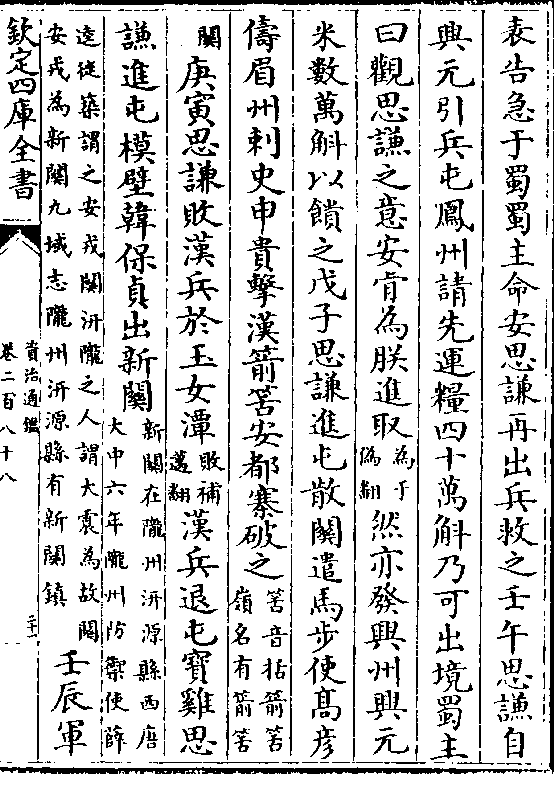 表告急于蜀蜀主命安思謙再出兵救之壬午思謙自
興元引兵屯鳳州請先運糧四十萬斛乃可出境蜀主
曰觀思謙之意安肯為朕進取為于偽翻然亦發興州興元
米數萬斛以饋之戊子思謙進屯散關遣馬步使髙彦
儔眉州刺史申貴擊漢箭筈安都寨破之筈音括箭筈嶺名有箭筈
關庚寅思謙敗漢兵於玉女潭敗補邁翻漢兵退屯寶雞思
謙進屯模壁韓保貞出新關新關在隴州汧源縣西唐大中六年隴州防禦使薛
逵徙築謂之安戎關汧隴之人謂大震為故關安戎為新關九域志隴州汧源縣有新關鎮壬辰軍
欽定四庫全書
資治通鑑
卷二百八十八
二十一